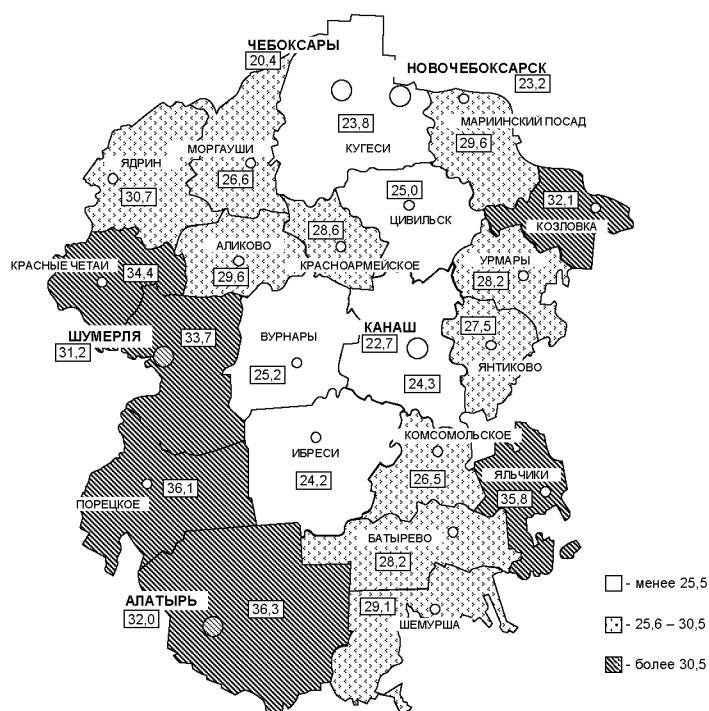 ЧЕБОКСАРЫ
20,4
НОВОЧЕБОКСАРСК
23,2
23,8
КУГЕСИ
МАРИИНСКИЙ ПОСАД
29,6
МОРГАУШИ
26,6
ЯДРИН
30,7
25,0
ЦИВИЛЬСК
32,1
КОЗЛОВКА
28,6
КРАСНОАРМЕЙСКОЕ
АЛИКОВО
29,6
КРАСНЫЕ ЧЕТАИ
34,4
УРМАРЫ
28,2
ШУМЕРЛЯ
31,2
33,7
ВУРНАРЫ
25,2
КАНАШ
22,7
24,3
27,5
ЯНТИКОВО
ИБРЕСИ
24,2
КОМСОМОЛЬСКОЕ
26,5
ЯЛЬЧИКИ
35,8
36,1
ПОРЕЦКОЕ
БАТЫРЕВО
28,2
АЛАТЫРЬ
32,0
36,3
29,1
ШЕМУРША
- менее 25,5
- 25,6 – 30,5
- более 30,5